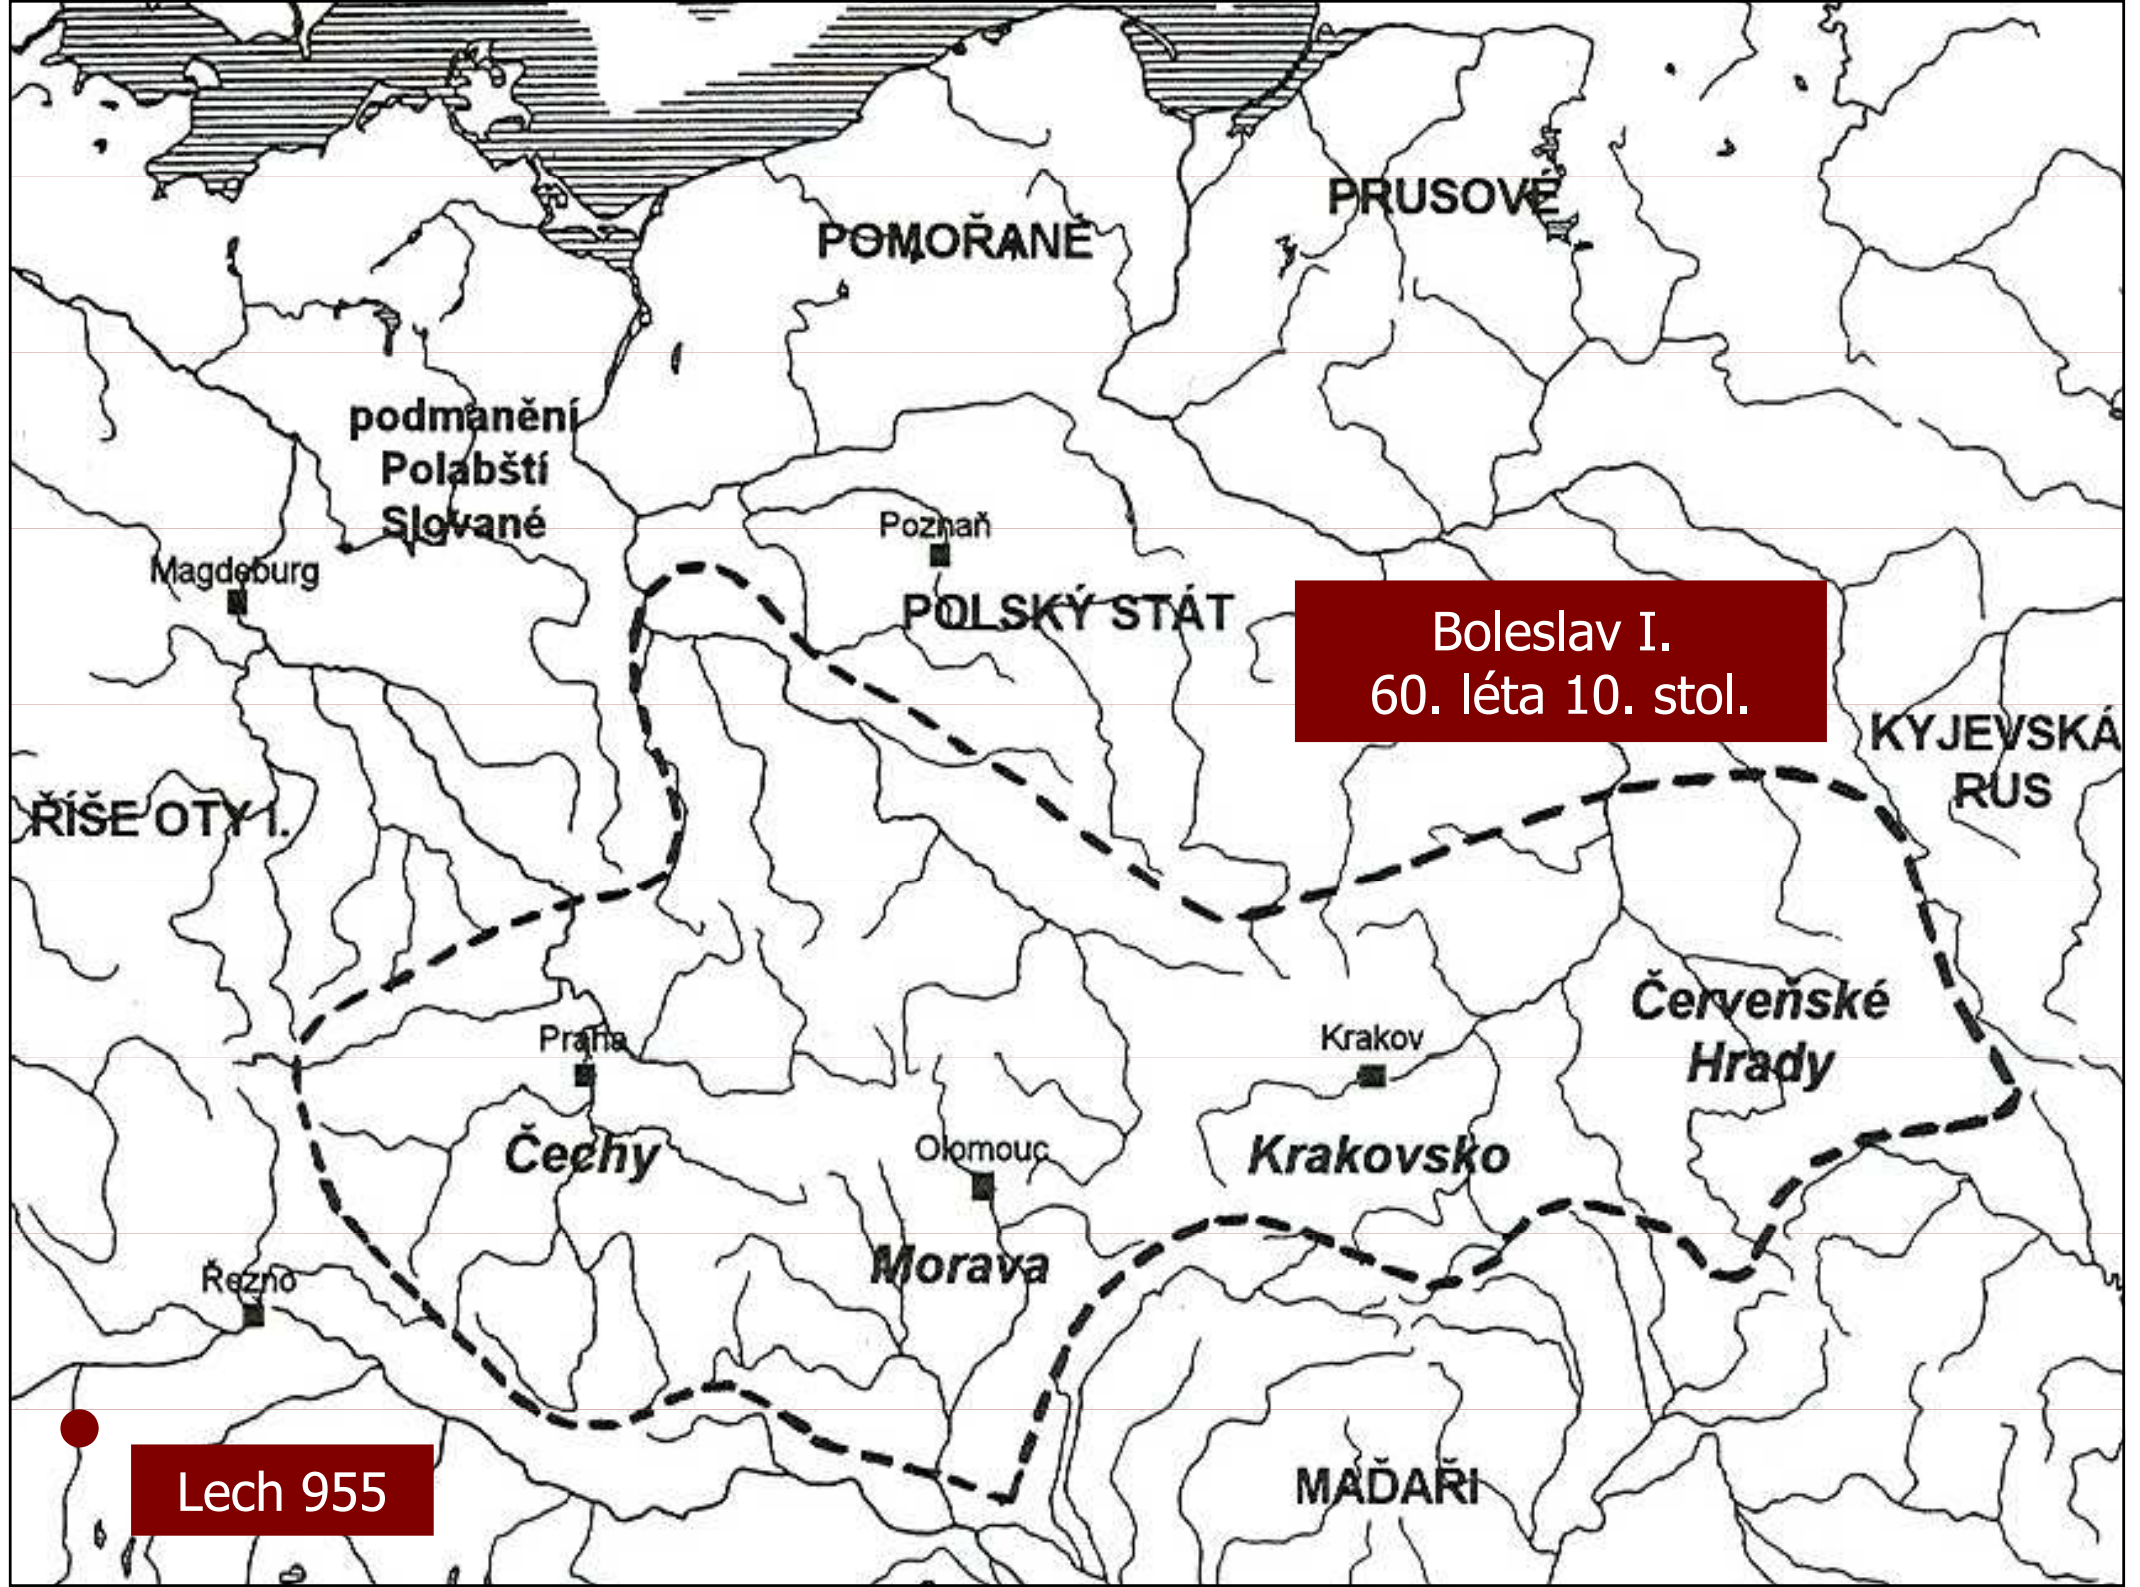 PRUSOVÉ
POMOŘANÉ
podmanění
Polabští
Slované
Poznaň
Magdeburg
POLSKÝ STÁT
Boleslav I.
60. léta 10. stol.
KYJEVSKÁ
RUS
ŘÍŠE OTY I.
Červeňské
Hrady
Praha
Krakov
Čechy
Olomouc
Krakovsko
Morava
Řezno
Lech 955
MAĎAŘI